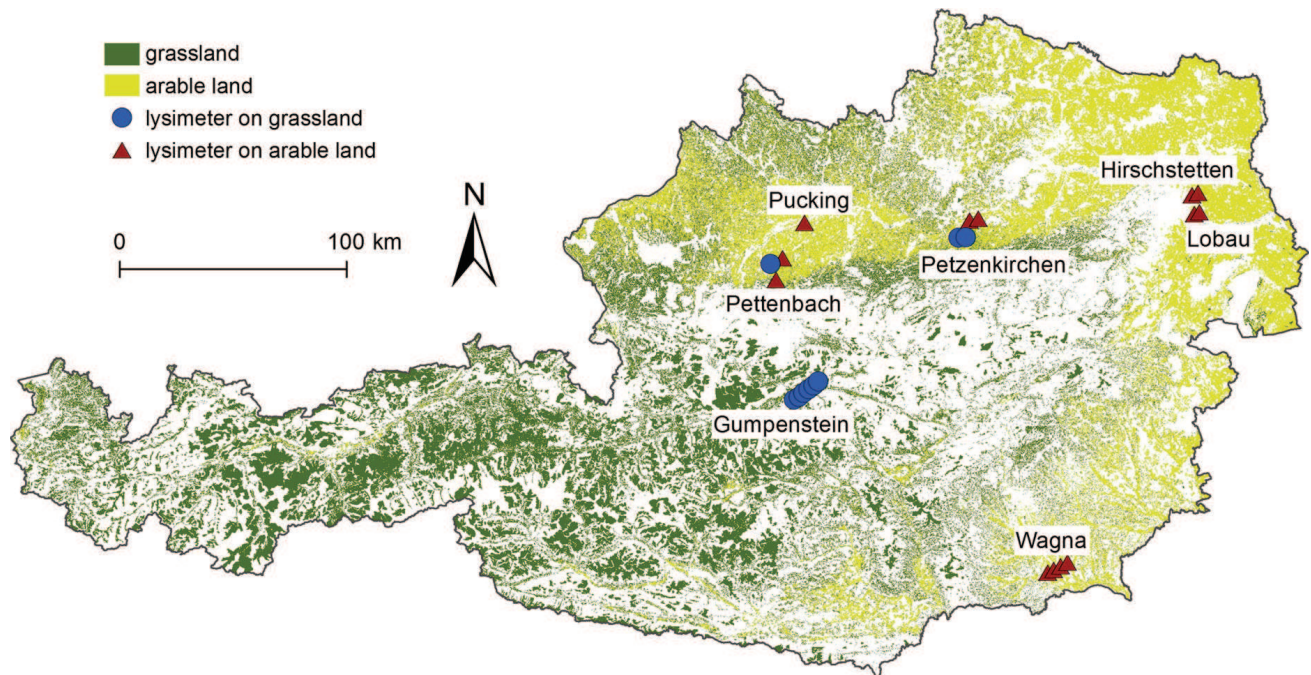 grassland
arable land
lysimeter on grassland
lysimeter on arable land
N
0 100 km
Hirschstetten
Pucking
Lobau
Petzenkirchen
Pettenbach
Gumpenstein
Wagna